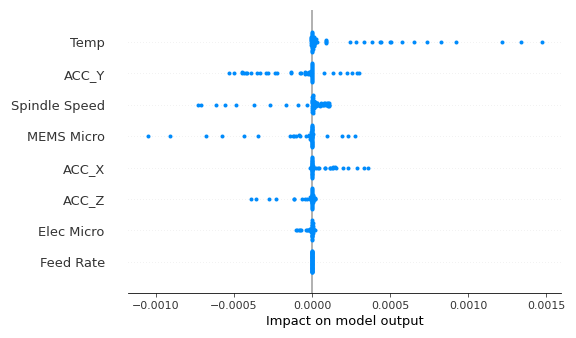 Temp
ACC_Y
Spindle Speed
MEMS Micro
ACC_X
ACC_Z
Elec Micro
Feed Rate
−0.0010 −0.0005 0.0000 0.0005 0.0010 0.0015
Impact on model output